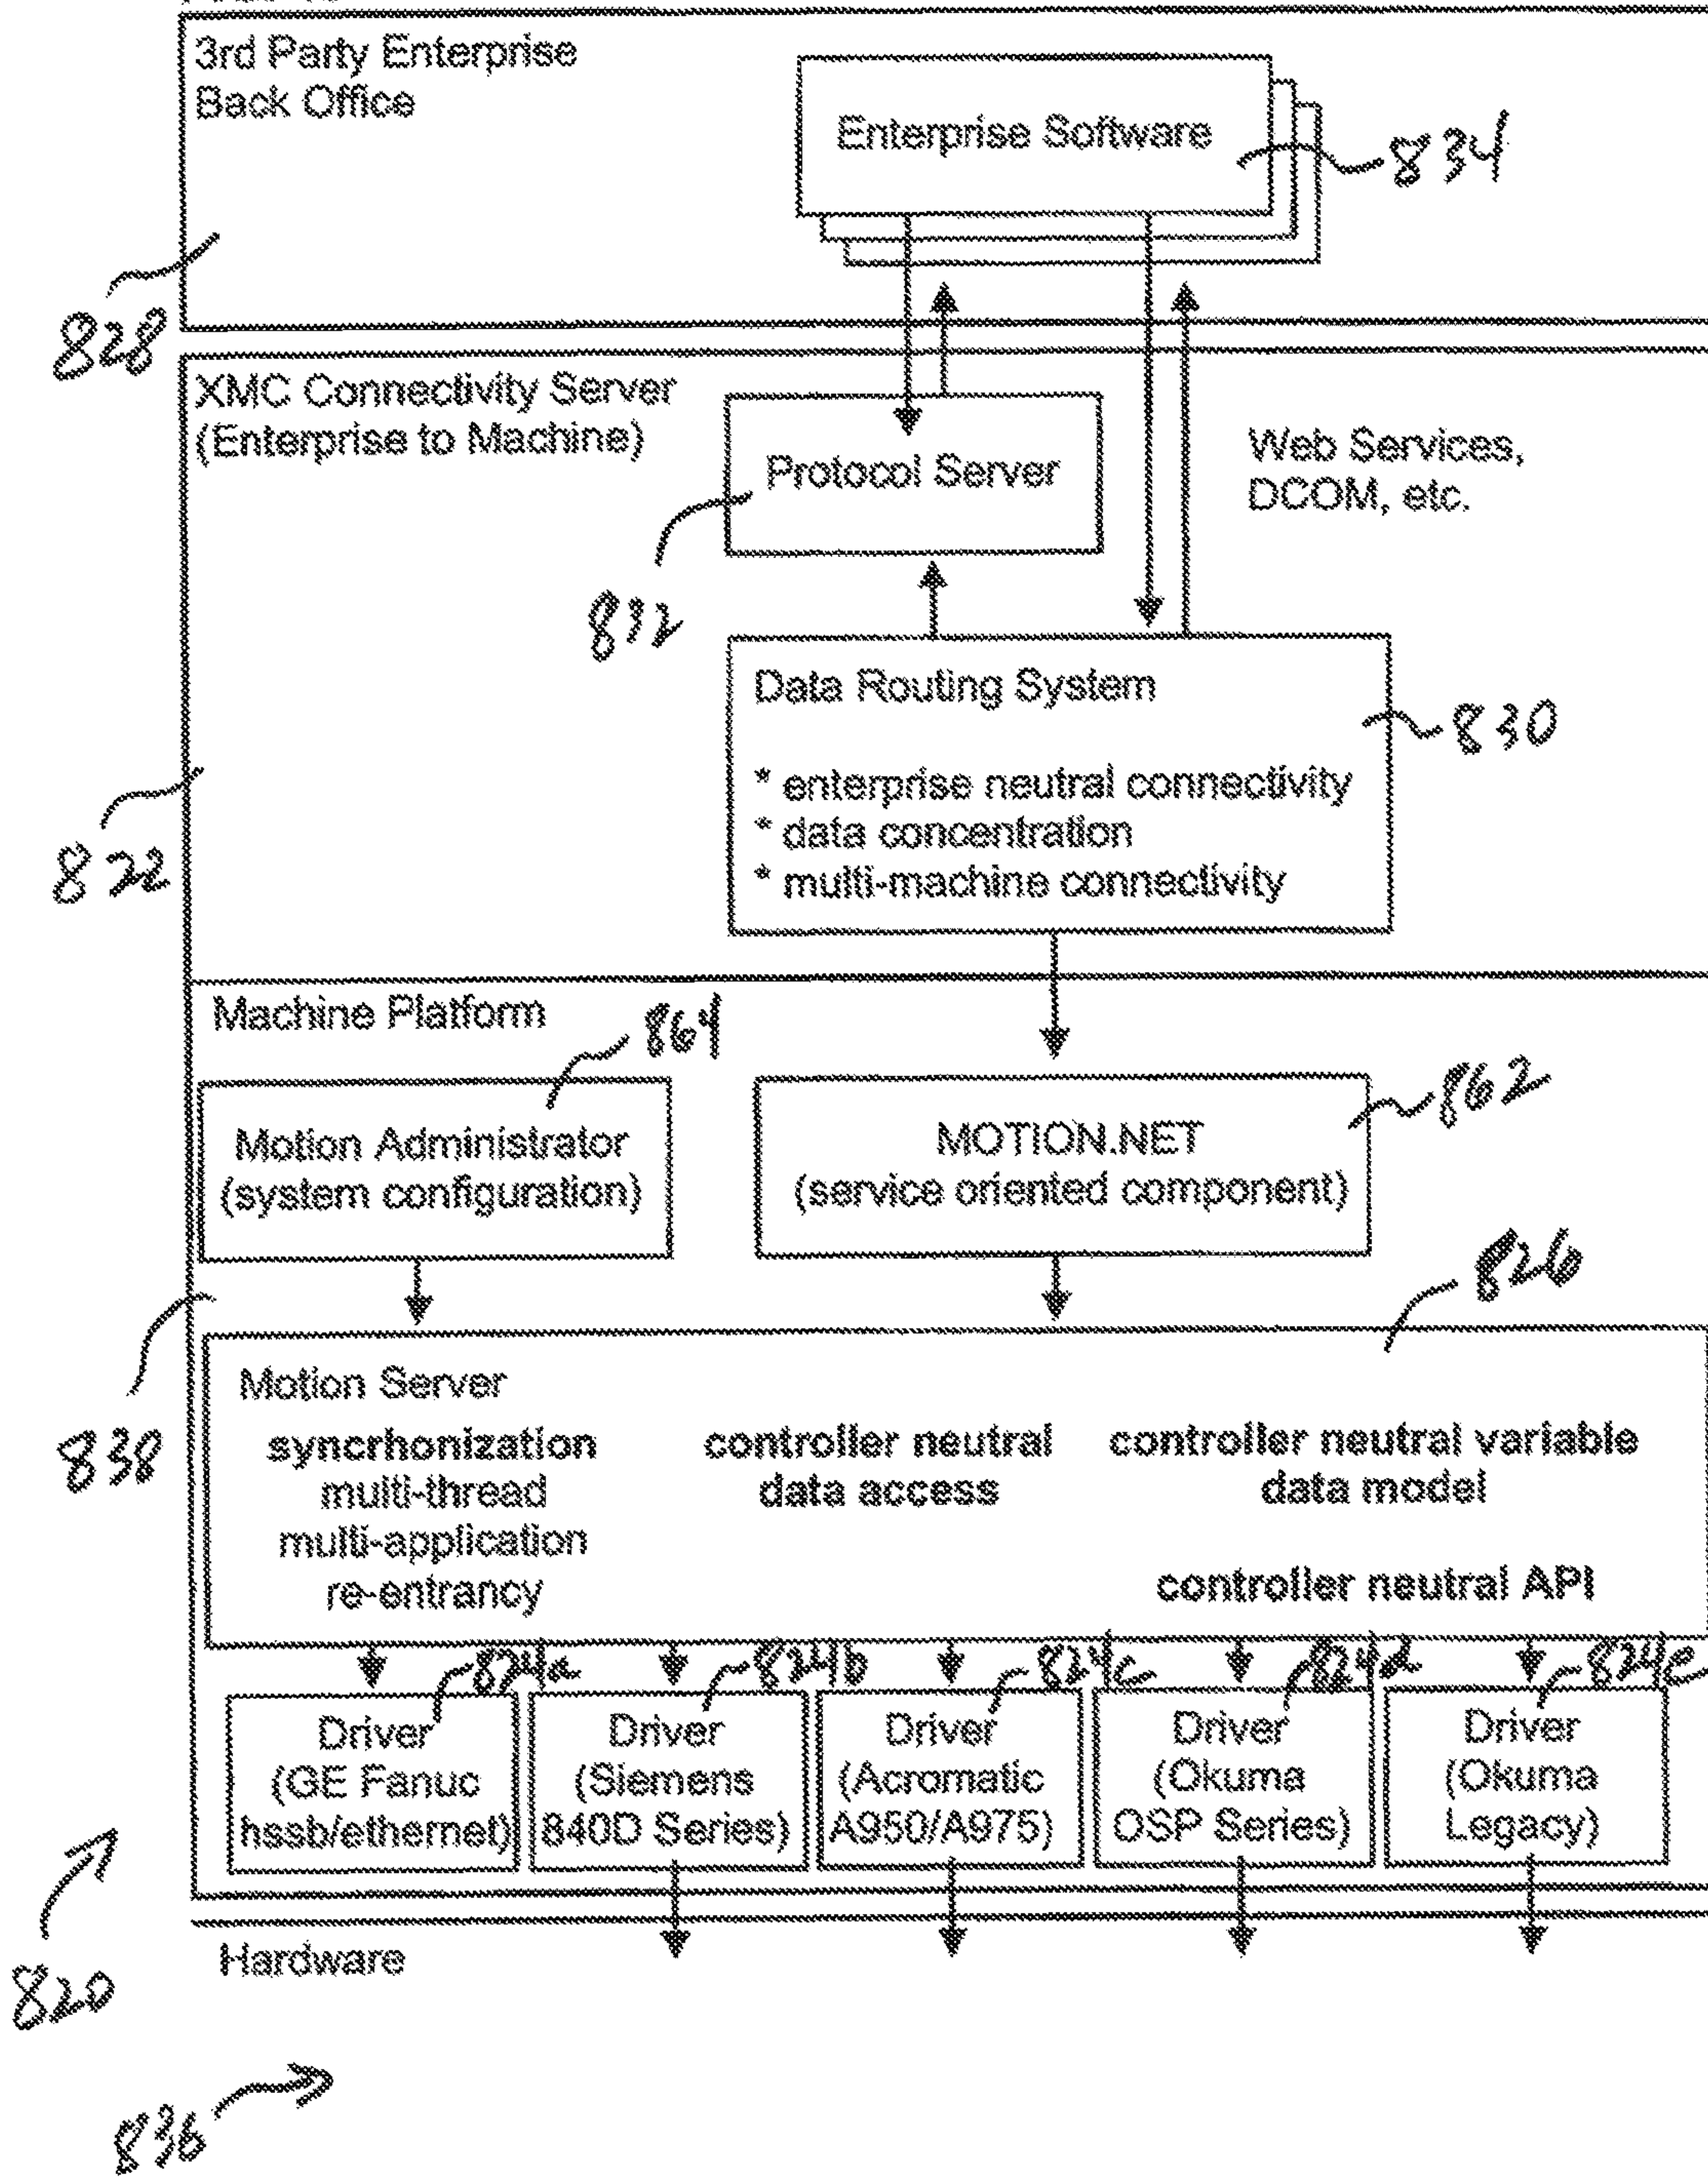 3rd Party Enterprise
Back Office
Enterprise Software
834
828
XMC Connectivity Server
(Enterprise to Machine)
Protocol Server
Web Services,
DCOM, etc.
832
Data Routing System
830
* enterprise neutral connectivity
* data concentration
* multi-machine connectivity
822
Machine Platform
864
862
Motion Administrator
(system configuration)
MOTION.NET
(service oriented component)
826
Motion Server
syncrhonization
multi-thread
multi-application
re-entrancy
controller neutral
data access
controller neutral variable
data model
controller neutral API
838
824a
824b
824c
824d
824e
Driver
(GE Fanuc
hssb/ethernet)
Driver
(Siemens
840D Series)
Driver
(Acromatic
A950/A975)
Driver
(Okuma
OSP Series)
Driver
(Okuma
Legacy)
Hardware
820
836